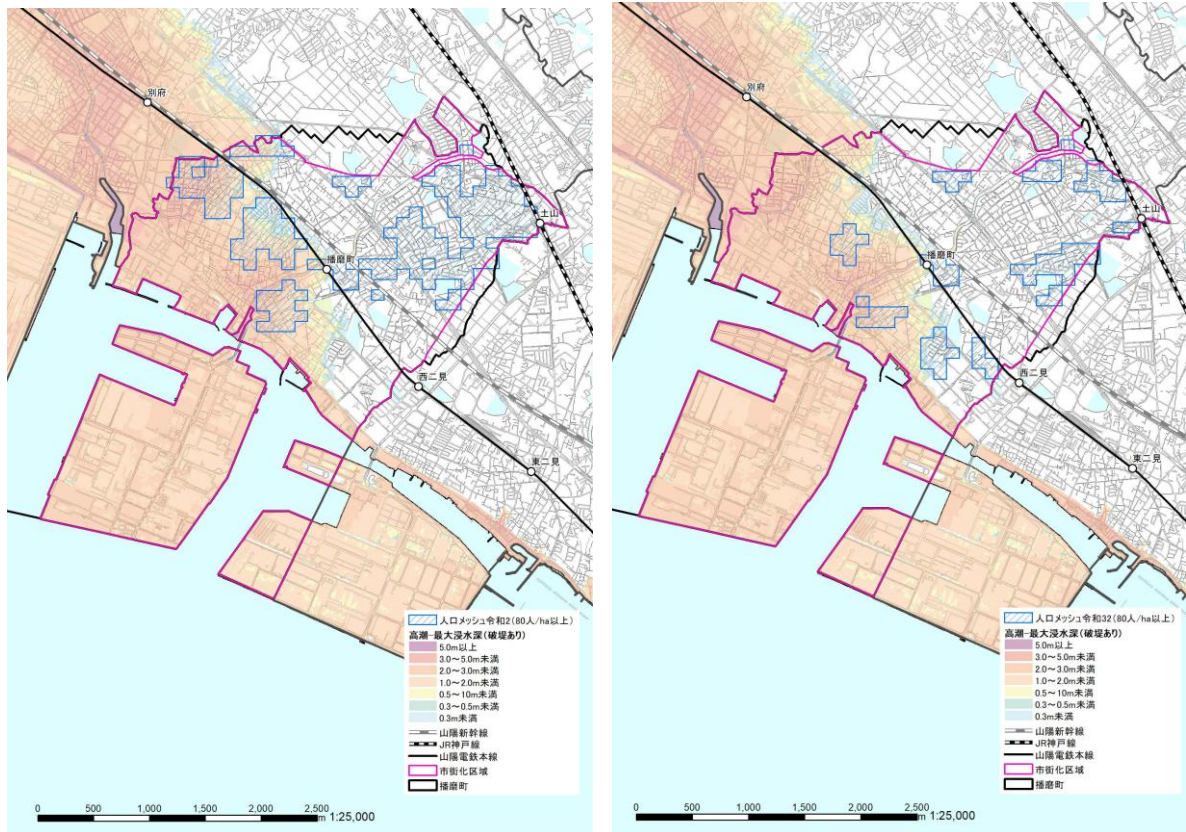 別府
土山
播磨町
西二見
東二見
人口メッシュ令和2(80人/ha以上)
高潮-最大浸水深(破堤あり)
5.0m以上
3.0~5.0m未満
2.0~3.0m未満
1.0~2.0m未満
0.5~10m未満
0.3~0.5m未満
0.3m未満
山陽新幹線
JR神戸線
山陽電鉄本線
市街化区域
播磨町
0 500 1,000 1,500 2,000 2,500 m 1:25,000
別府
土山
播磨町
西二見
東二見
人口メッシュ令和32(80人/ha以上)
高潮-最大浸水深(破堤あり)
5.0m以上
3.0~5.0m未満
2.0~3.0m未満
1.0~2.0m未満
0.5~10m未満
0.3~0.5m未満
0.3m未満
山陽新幹線
JR神戸線
山陽電鉄本線
市街化区域
播磨町
0 500 1,000 1,500 2,000 2,500 m 1:25,000